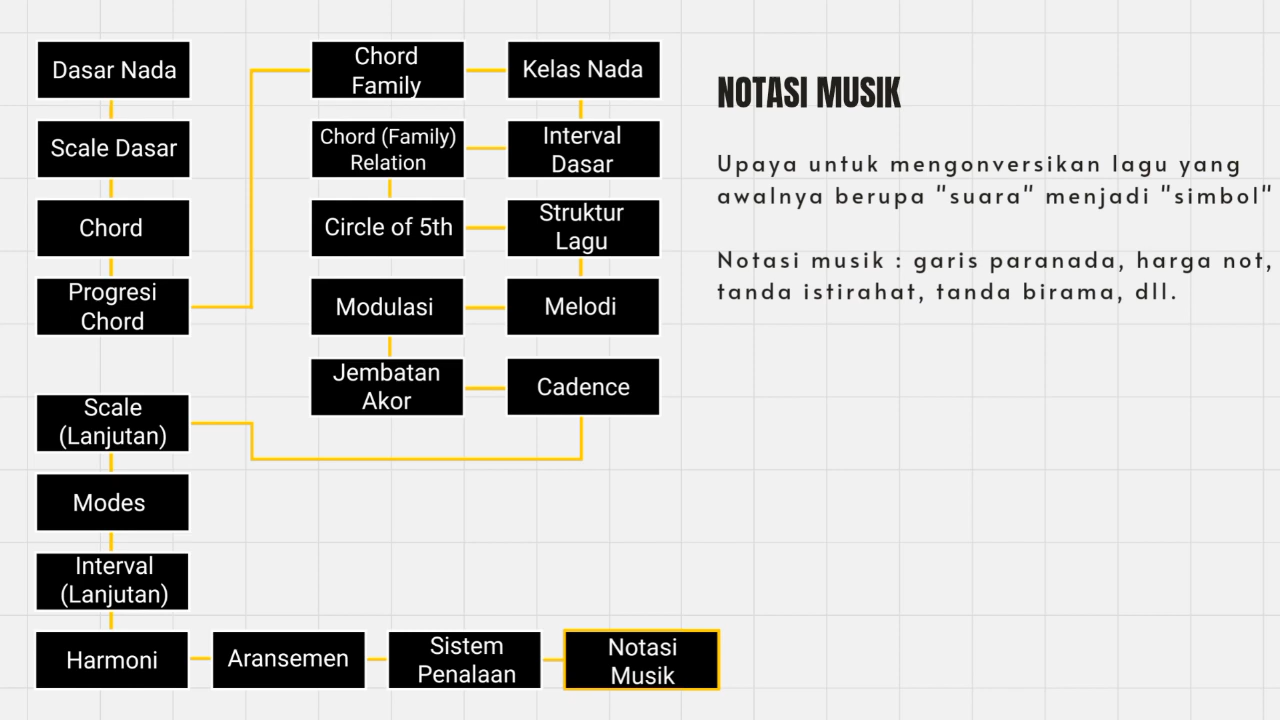 Dasar Nada
Scale Dasar
Chord
Progresi
Chord
Chord
Family
Kelas Nada
Chord (Family)
Relation
Interval
Dasar
Circle of 5th
Struktur
Lagu
Modulasi
Melodi
Jembatan
Akor
Cadence
Scale
(Lanjutan)
Modes
Interval
(Lanjutan)
Harmoni
Aransemen
Sistem
Penalaan
Notasi
Musik
NOTASI MUSIK
Upaya untuk mengonversikan lagu yang
awalnya berupa "suara" menjadi "simbol"
Notasi musik : garis paranada, harga not,
tanda istirahat, tanda birama, dll.